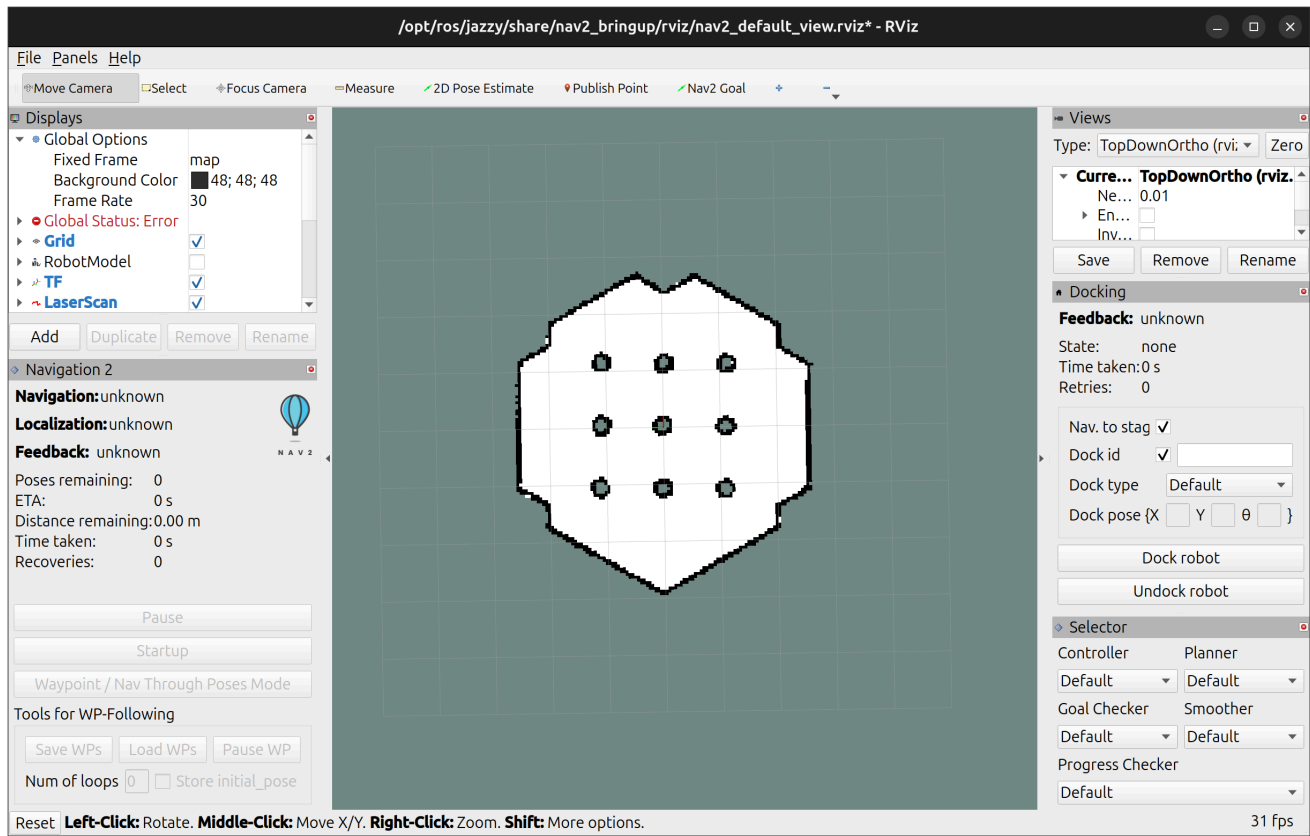 /opt/ros/jazzy/share/nav2_bringup/rviz/nav2_default_view.rviz* - RViz
File Panels Help
Move Camera Select Focus Camera Measure 2D Pose Estimate Publish Point Nav2 Goal
Displays
Global Options
Fixed Frame map
Background Color 48; 48; 48
Frame Rate 30
Global Status: Error
Grid
RobotModel
TF
LaserScan
Add Duplicate Remove Rename
Navigation 2
Navigation: unknown
Localization: unknown
Feedback: unknown
NAV2
Poses remaining: 0
ETA: 0 s
Distance remaining: 0.00 m
Time taken: 0 s
Recoveries: 0
Pause
Startup
Waypoint / Nav Through Poses Mode
Tools for WP-Following
Save WPs Load WPs Pause WP
Num of loops 0 Store initial_pose
Views
Type: TopDownOrtho (rviz Zero
Curre... TopDownOrtho (rviz.
Ne... 0.01
En...
Inv...
Save Remove Rename
Docking
Feedback: unknown
State: none
Time taken: 0 s
Retries: 0
Nav. to stag
Dock id
Dock type Default
Dock pose {X Y θ }
Dock robot
Undock robot
Selector
Controller Planner
Default Default
Goal Checker Smoother
Default Default
Progress Checker
Default
Reset Left-Click: Rotate. Middle-Click: Move X/Y. Right-Click: Zoom. Shift: More options. 31 fps